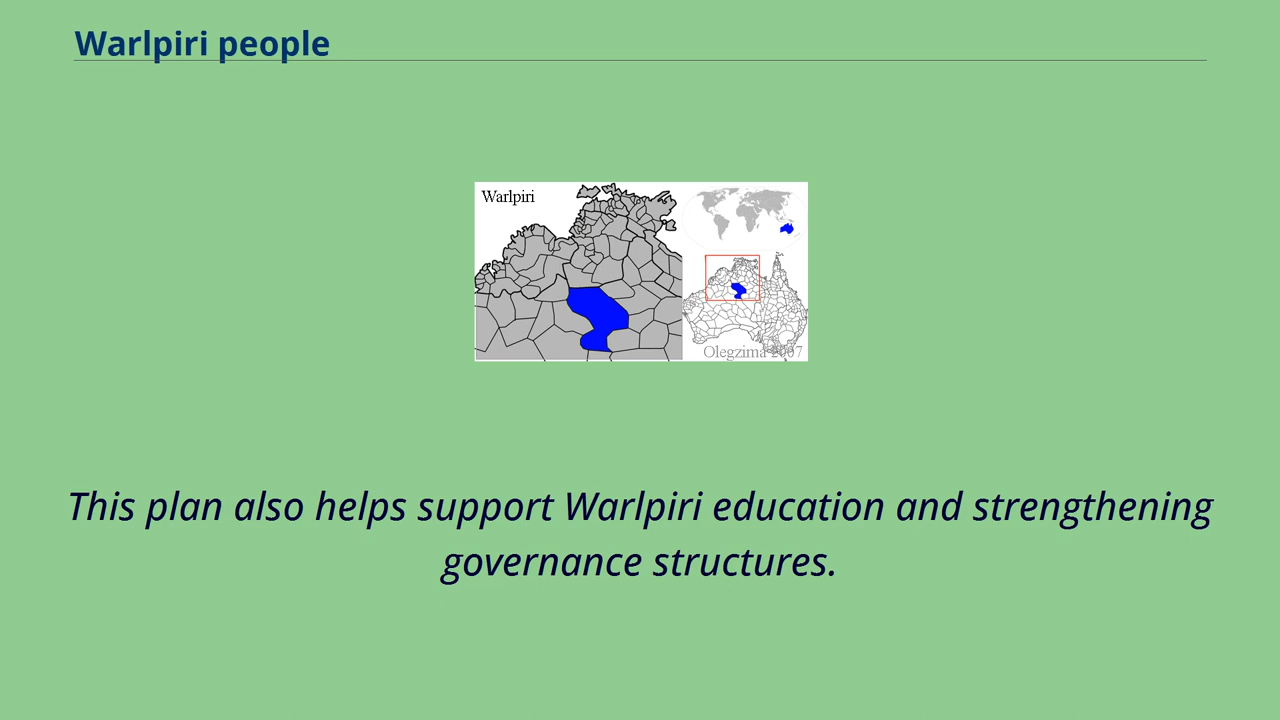 Warlpiri people
Warlpiri
Olegzima 2007
This plan also helps support Warlpiri education and strengthening
governance structures.